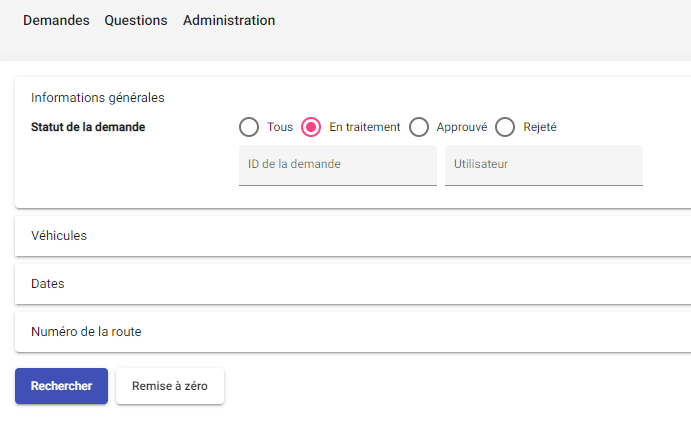 Demandes Questions Administration
Informations générales
Statut de la demande Tous En traitement Approuvé Rejeté
ID de la demande Utilisateur
Véhicules
Dates
Numéro de la route
Rechercher Remise à zéro